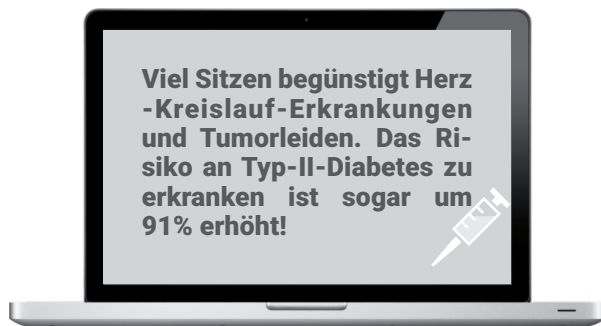 Viel Sitzen begünstigt Herz
-Kreislauf-Erkrankungen
und Tumorleiden. Das Ri-
siko an Typ-II-Diabetes zu
erkranken ist sogar um
91% erhöht!